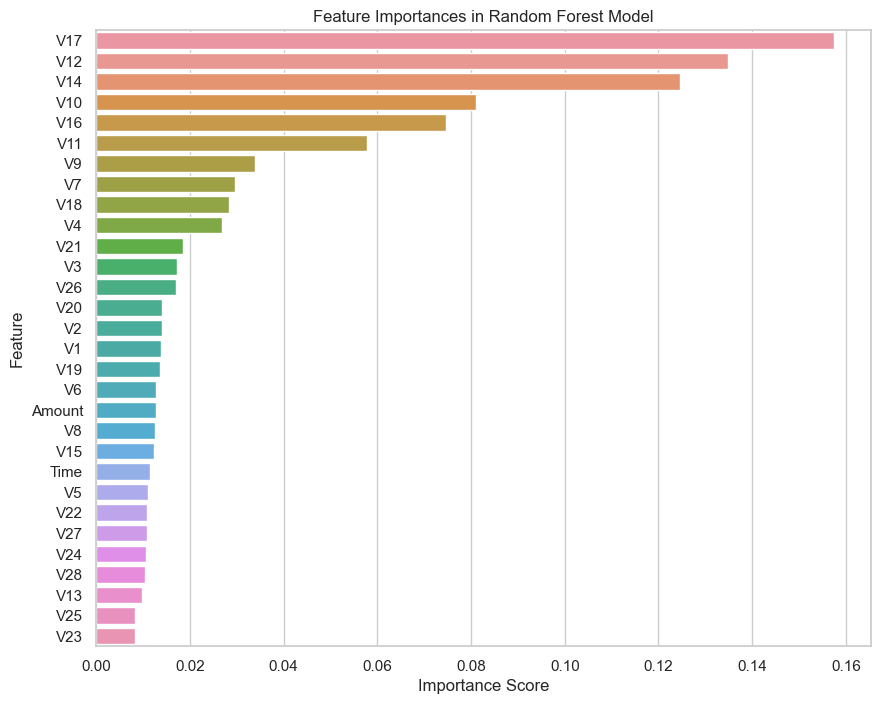 Feature Importances in Random Forest Model
V17
V12
V14
V10
V16
V11
V9
V7
V18
V4
V21
V3
V26
V20
V2
V1
V19
V6
Amount
V8
V15
Time
V5
V22
V27
V24
V28
V13
V25
V23
Feature
0.00 0.02 0.04 0.06 0.08 0.10 0.12 0.14 0.16
Importance Score